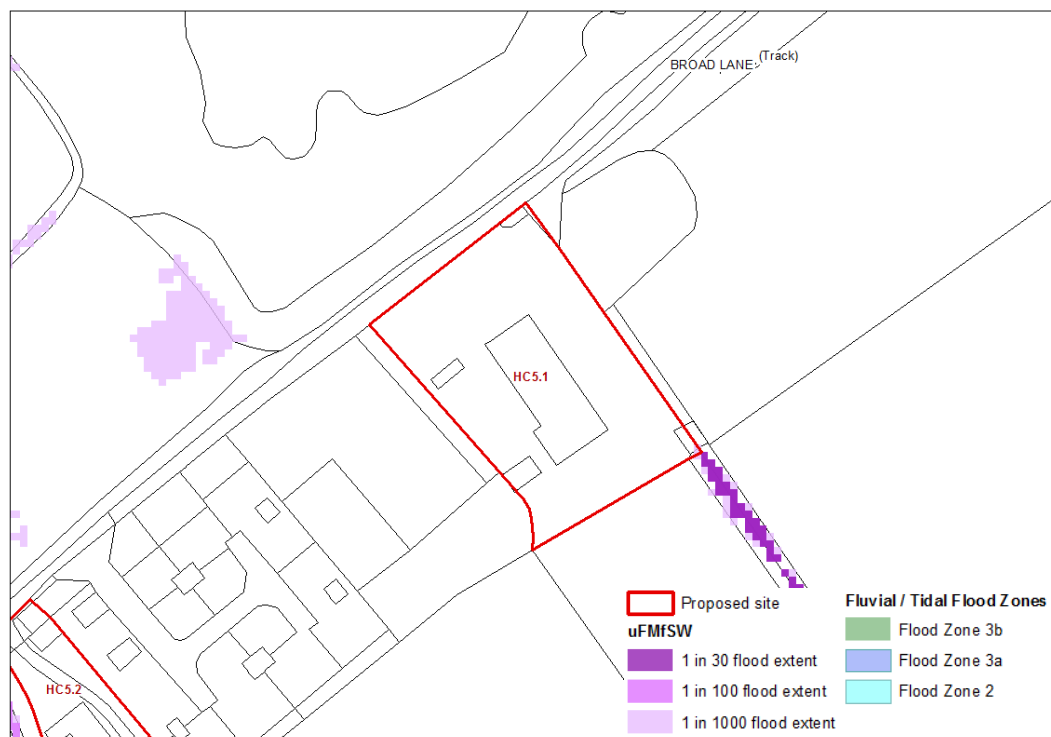 BROAD LANE (Track)
HC5.1
HC5.2
Proposed site
uFMfSW
1 in 30 flood extent
1 in 100 flood extent
1 in 1000 flood extent
Fluvial / Tidal Flood Zones
Flood Zone 3b
Flood Zone 3a
Flood Zone 2